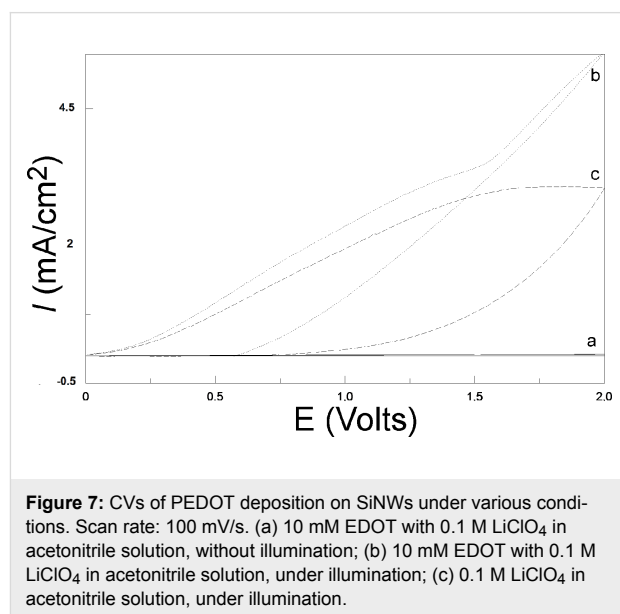 b
4.5
c
I (mA/cm²)
2
a
-0.5
0 0.5 1.0 1.5 2.0
E (Volts)
Figure 7: CVs of PEDOT deposition on SiNWs under various condi-
tions. Scan rate: 100 mV/s. (a) 10 mM EDOT with 0.1 M LiClO₄ in
acetonitrile solution, without illumination; (b) 10 mM EDOT with 0.1 M
LiClO₄ in acetonitrile solution, under illumination; (c) 0.1 M LiClO₄ in
acetonitrile solution, under illumination.